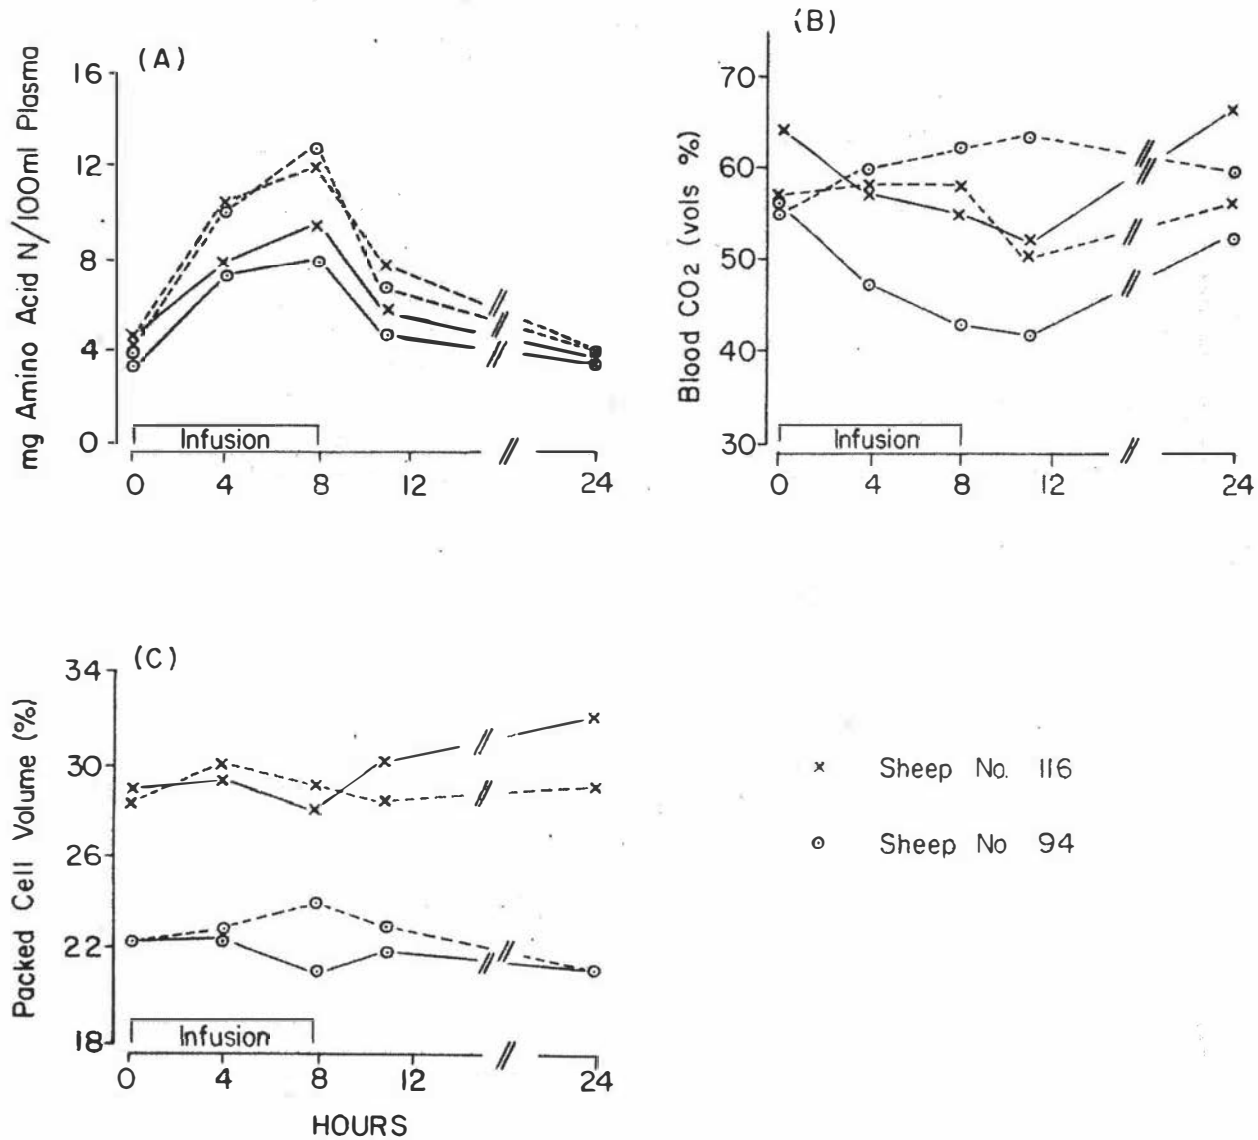 (A)
mg Amino Acid N/100ml Plasma
16
12
8
4
0
Infusion
0 4 8 12 24
(B)
Blood CO2 (vols %)
70
60
50
40
30
Infusion
0 4 8 12 24
(C)
Packed Cell Volume (%)
34
30
26
22
18
Infusion
0 4 8 12 24
HOURS
x Sheep No. 116
⊙ Sheep No 94